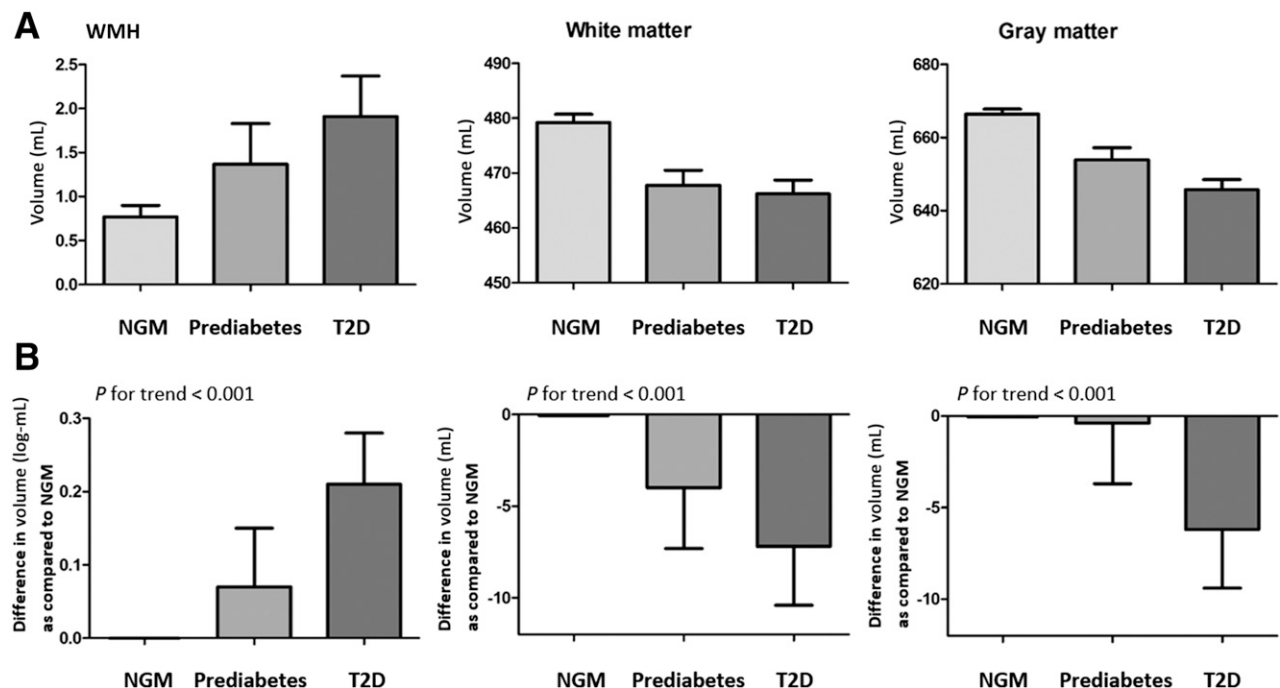 A
WMH
Volume (mL)
2.5
2.0
1.5
1.0
0.5
0.0
NGM Prediabetes T2D
White matter
Volume (mL)
490
480
470
460
450
NGM Prediabetes T2D
Gray matter
Volume (mL)
680
660
640
620
NGM Prediabetes T2D
B
P for trend < 0.001
Difference in volume (log-mL)
as compared to NGM
0.3
0.2
0.1
0.0
NGM Prediabetes T2D
P for trend < 0.001
Difference in volume (mL)
as compared to NGM
0
-5
-10
NGM Prediabetes T2D
P for trend < 0.001
Difference in volume (mL)
as compared to NGM
0
-5
-10
NGM Prediabetes T2D